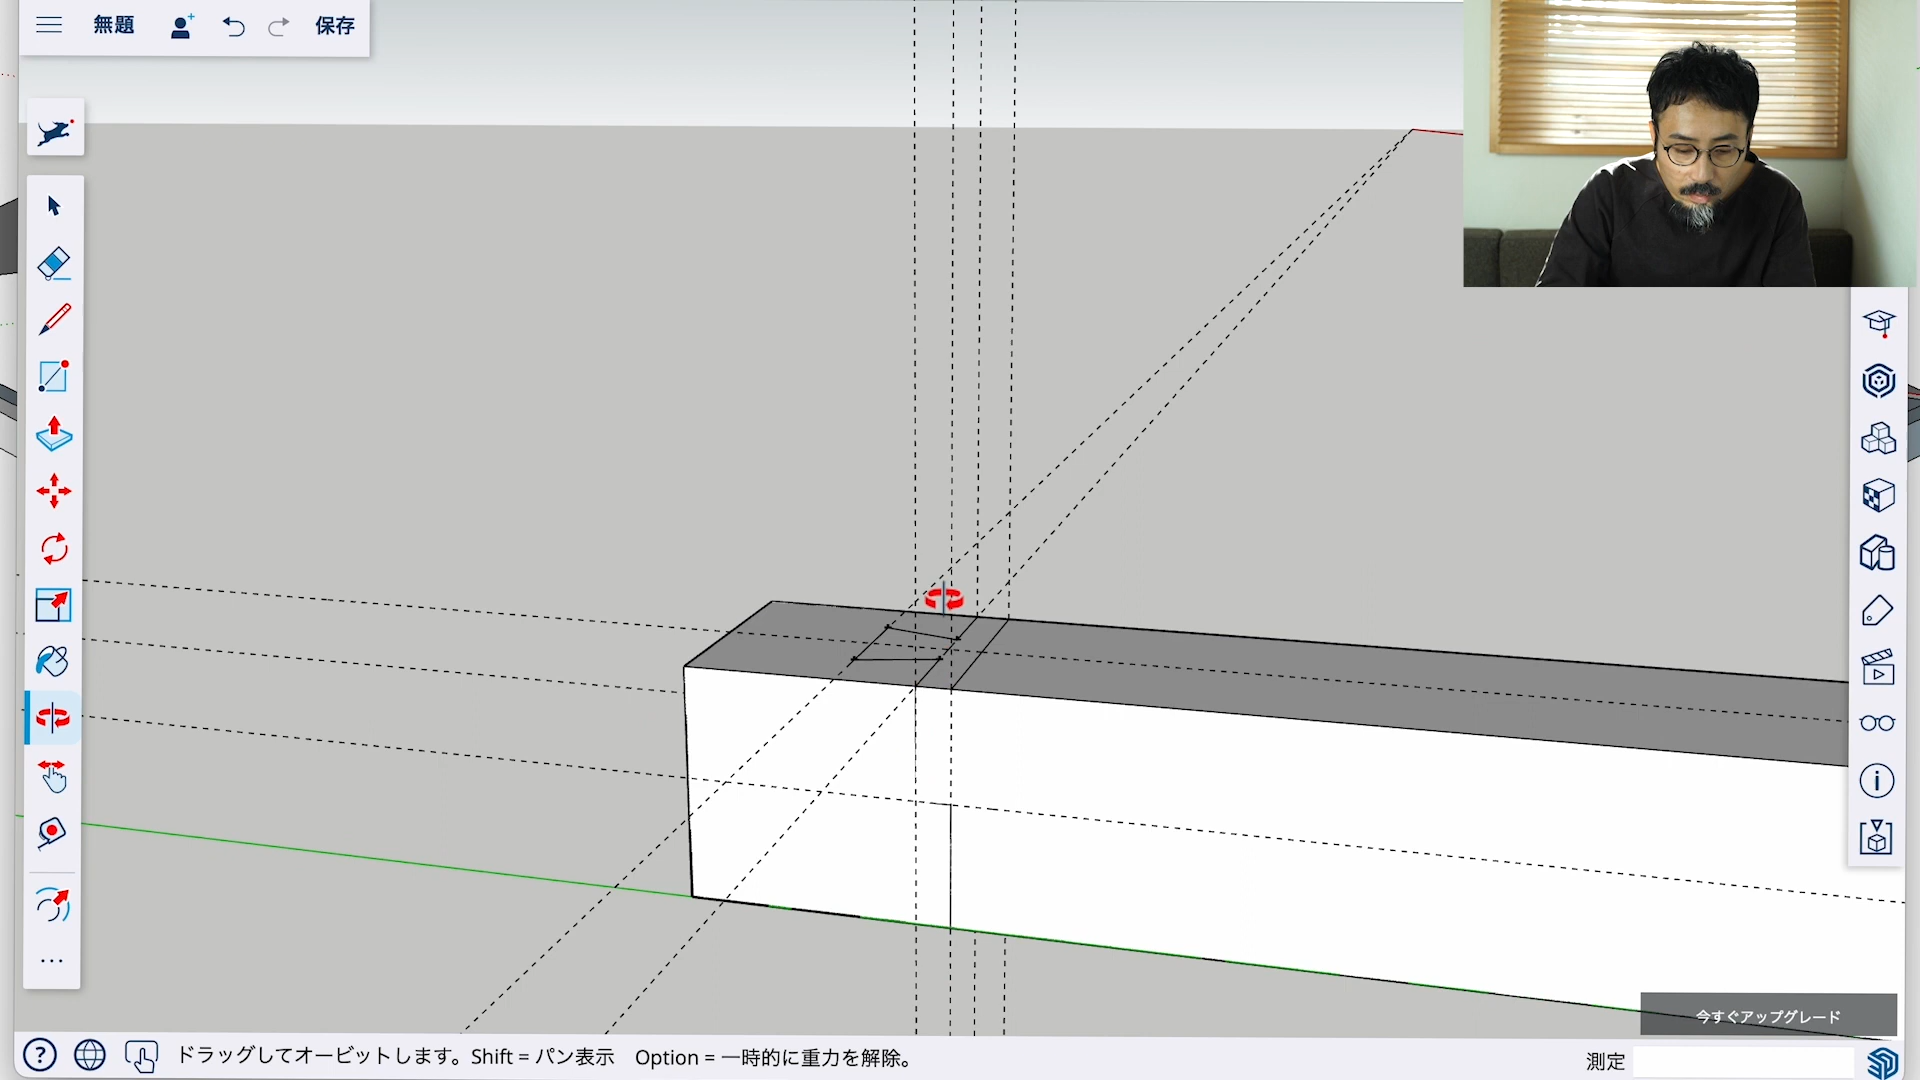 無題
保存
今すぐアップグレード
ドラッグしてオービットします。Shift = パン表示 Option = 一時的に重力を解除。
測定